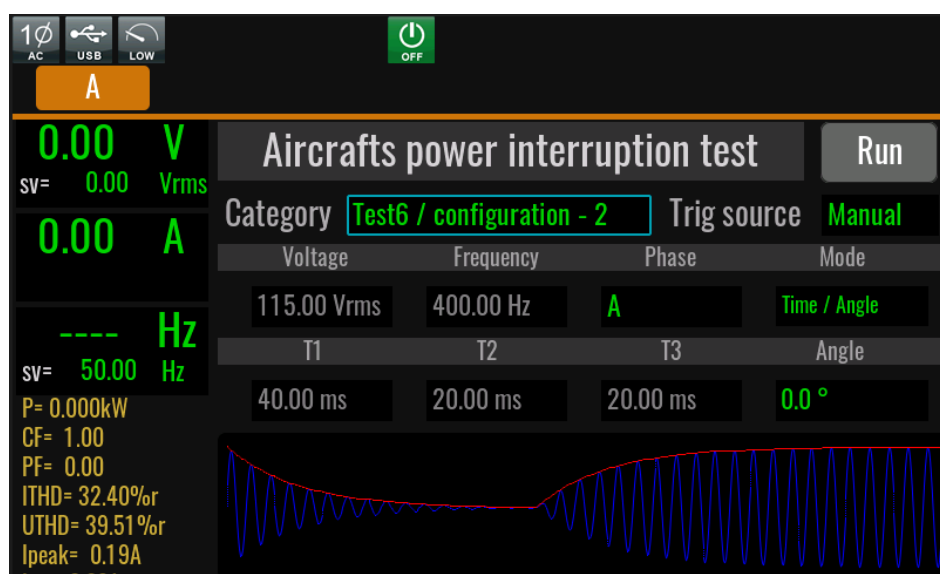 1Ø
AC
USB
LOW
OFF
A
0.00 V
sv= 0.00 Vrms
0.00 A
---- Hz
sv= 50.00 Hz
P= 0.000kW
CF= 1.00
PF= 0.00
ITHD= 32.40%r
UTHD= 39.51%r
Ipeak= 0.19A
Aircrafts power interruption test
Run
Category Test6 / configuration - 2 Trig source Manual
Voltage Frequency Phase Mode
115.00 Vrms 400.00 Hz A Time / Angle
T1 T2 T3 Angle
40.00 ms 20.00 ms 20.00 ms 0.0 °